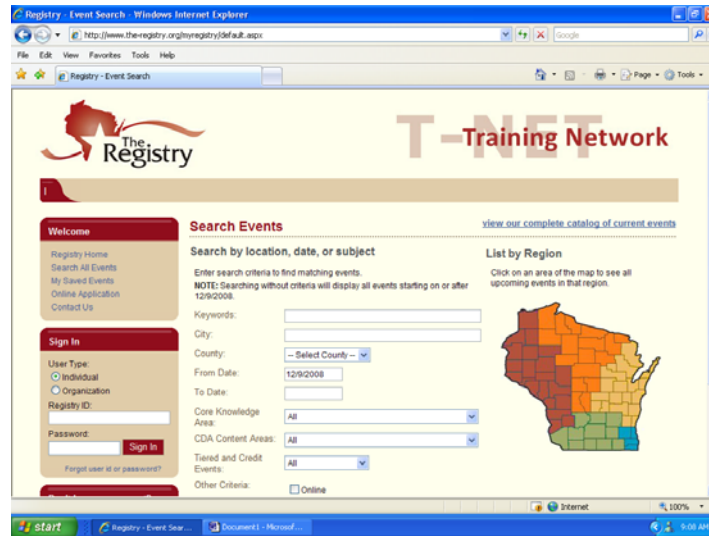 Registry - Event Search - Windows Internet Explorer
http://www.the-registry.org/myregistry/default.aspx
Google
File Edit View Favorites Tools Help
Registry - Event Search
Page Tools
The Registry
T-NET
Training Network
Welcome
Registry Home
Search All Events
My Saved Events
Online Application
Contact Us
Sign In
User Type:
Individual
Organization
Registry ID:
Password:
Sign In
Forgot user id or password?
Search Events
view our complete catalog of current events
Search by location, date, or subject
Enter search criteria to find matching events.
NOTE: Searching without criteria will display all events starting on or after
12/9/2008.
Keywords:
City:
County: -- Select County --
From Date: 12/9/2008
To Date:
Core Knowledge
Area: All
CDA Content Areas: All
Tiered and Credit
Events: All
Other Criteria: Online
List by Region
Click on an area of the map to see all
upcoming events in that region.
Internet 100%
start Registry - Event Sear... Document1 - Microsof... 9:08 AM